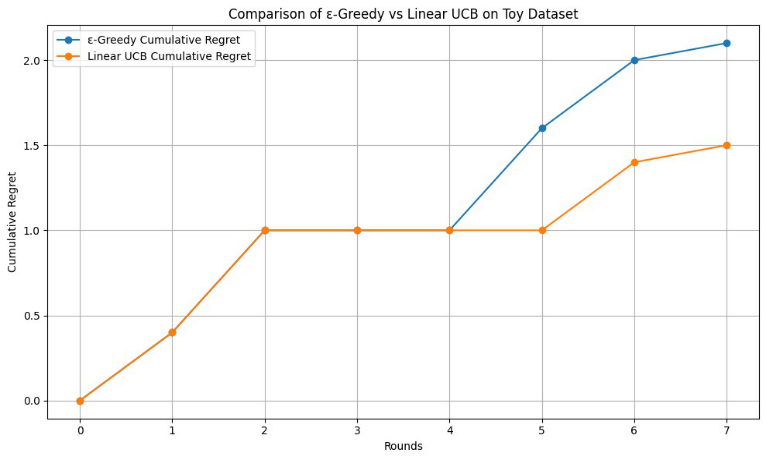 Comparison of ε-Greedy vs Linear UCB on Toy Dataset
ε-Greedy Cumulative Regret
Linear UCB Cumulative Regret
Cumulative Regret
2.0
1.5
1.0
0.5
0.0
0 1 2 3 4 5 6 7
Rounds